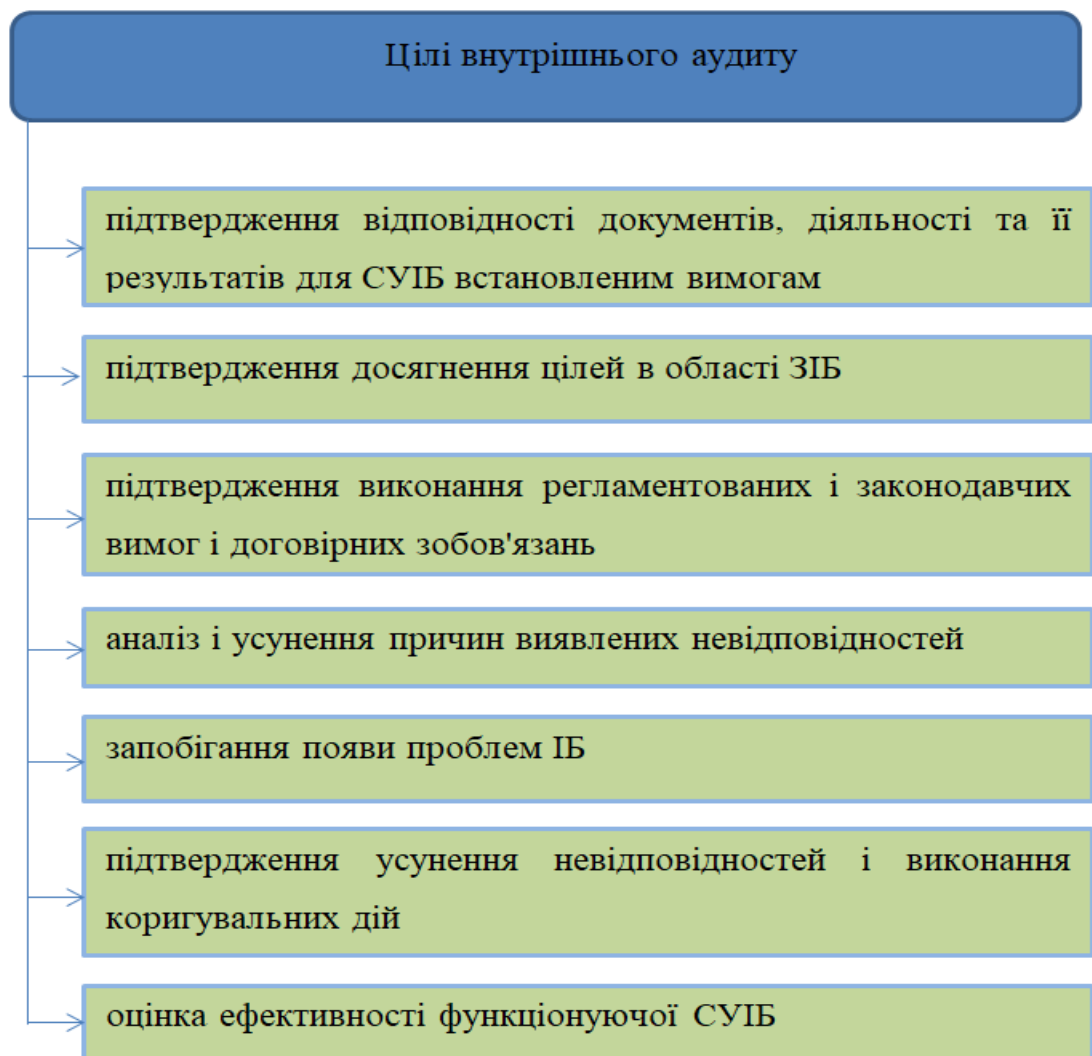 Цілі внутрішнього аудиту
підтвердження відповідності документів, діяльності та її
результатів для СУІБ встановленим вимогам
підтвердження досягнення цілей в області ЗІБ
підтвердження виконання регламентованих і законодавчих
вимог і договірних зобов'язань
аналіз і усунення причин виявлених невідповідностей
запобігання появи проблем ІБ
підтвердження усунення невідповідностей і виконання
коригувальних дій
оцінка ефективності функціонуючої СУІБ